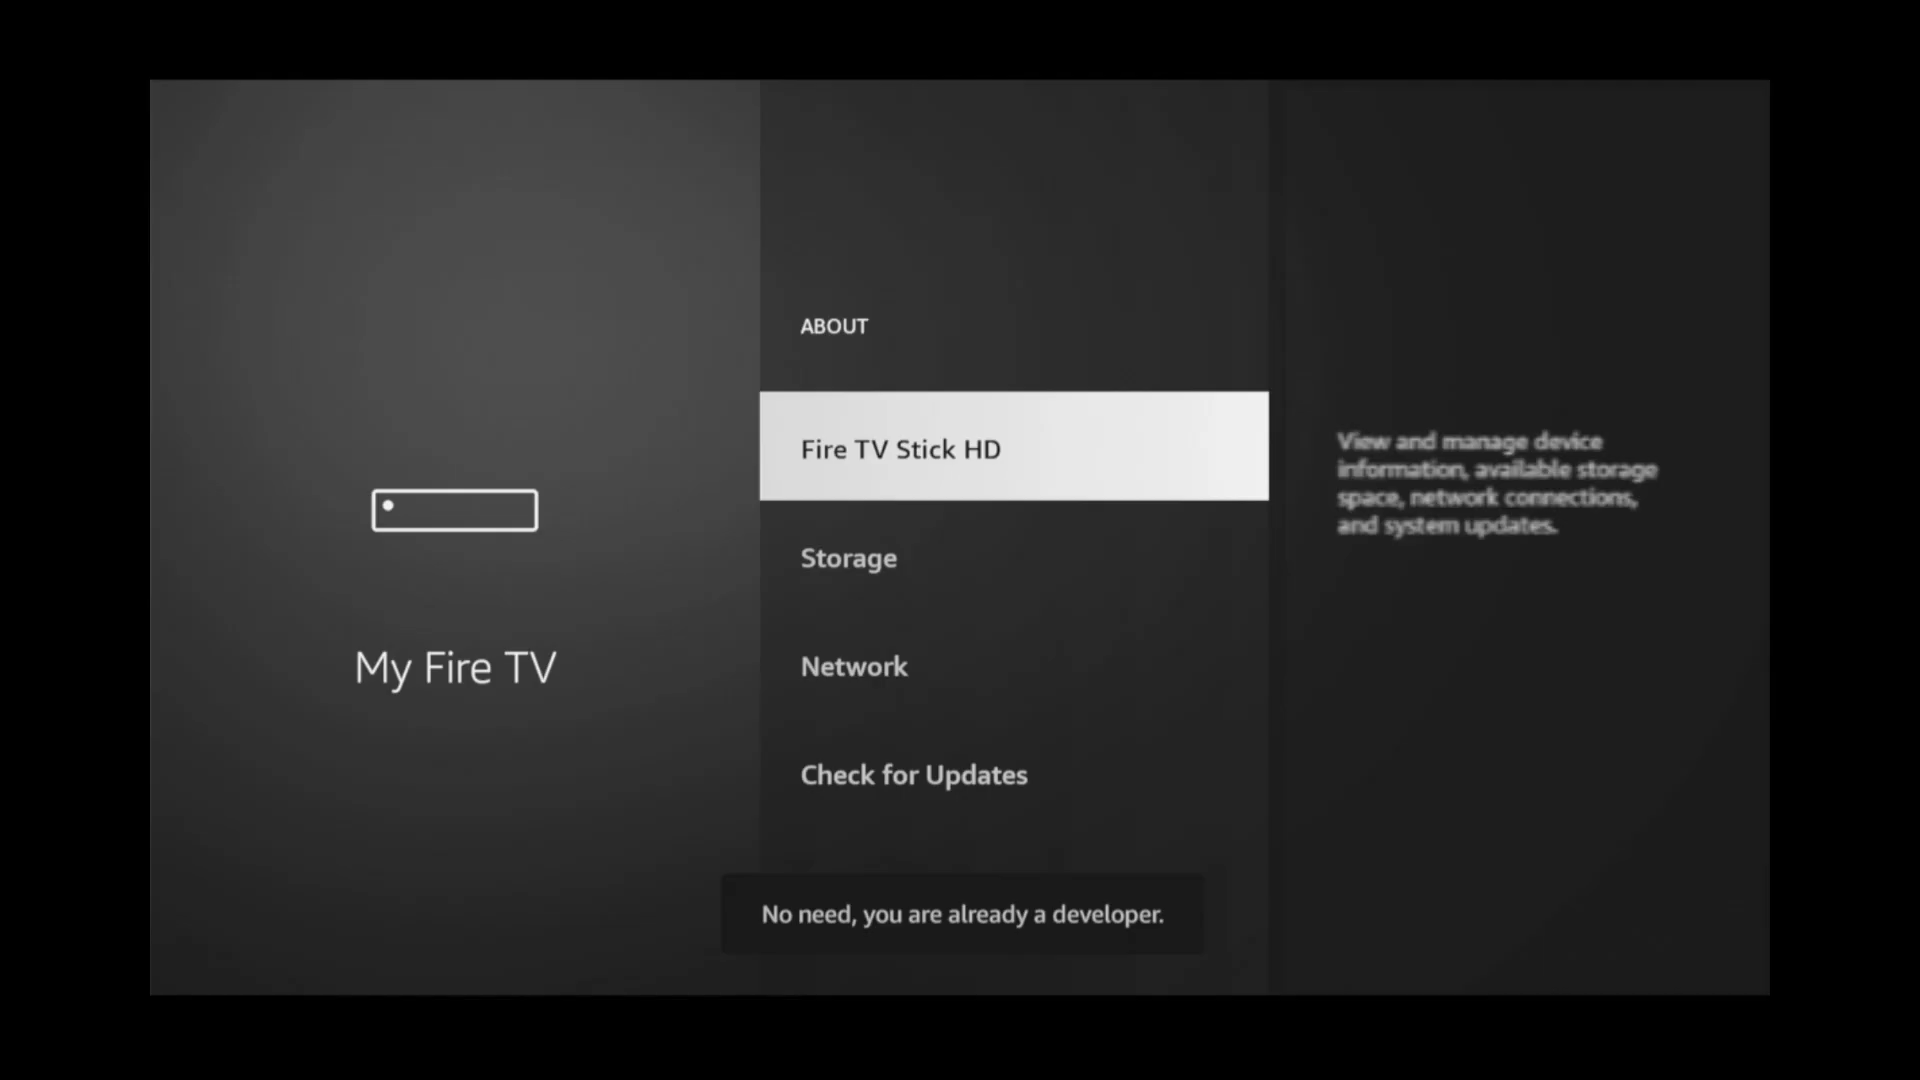 My Fire TV
ABOUT
Fire TV Stick HD
Storage
Network
Check for Updates
View and manage device
information, available storage
space, network connections,
and system updates.
No need, you are already a developer.